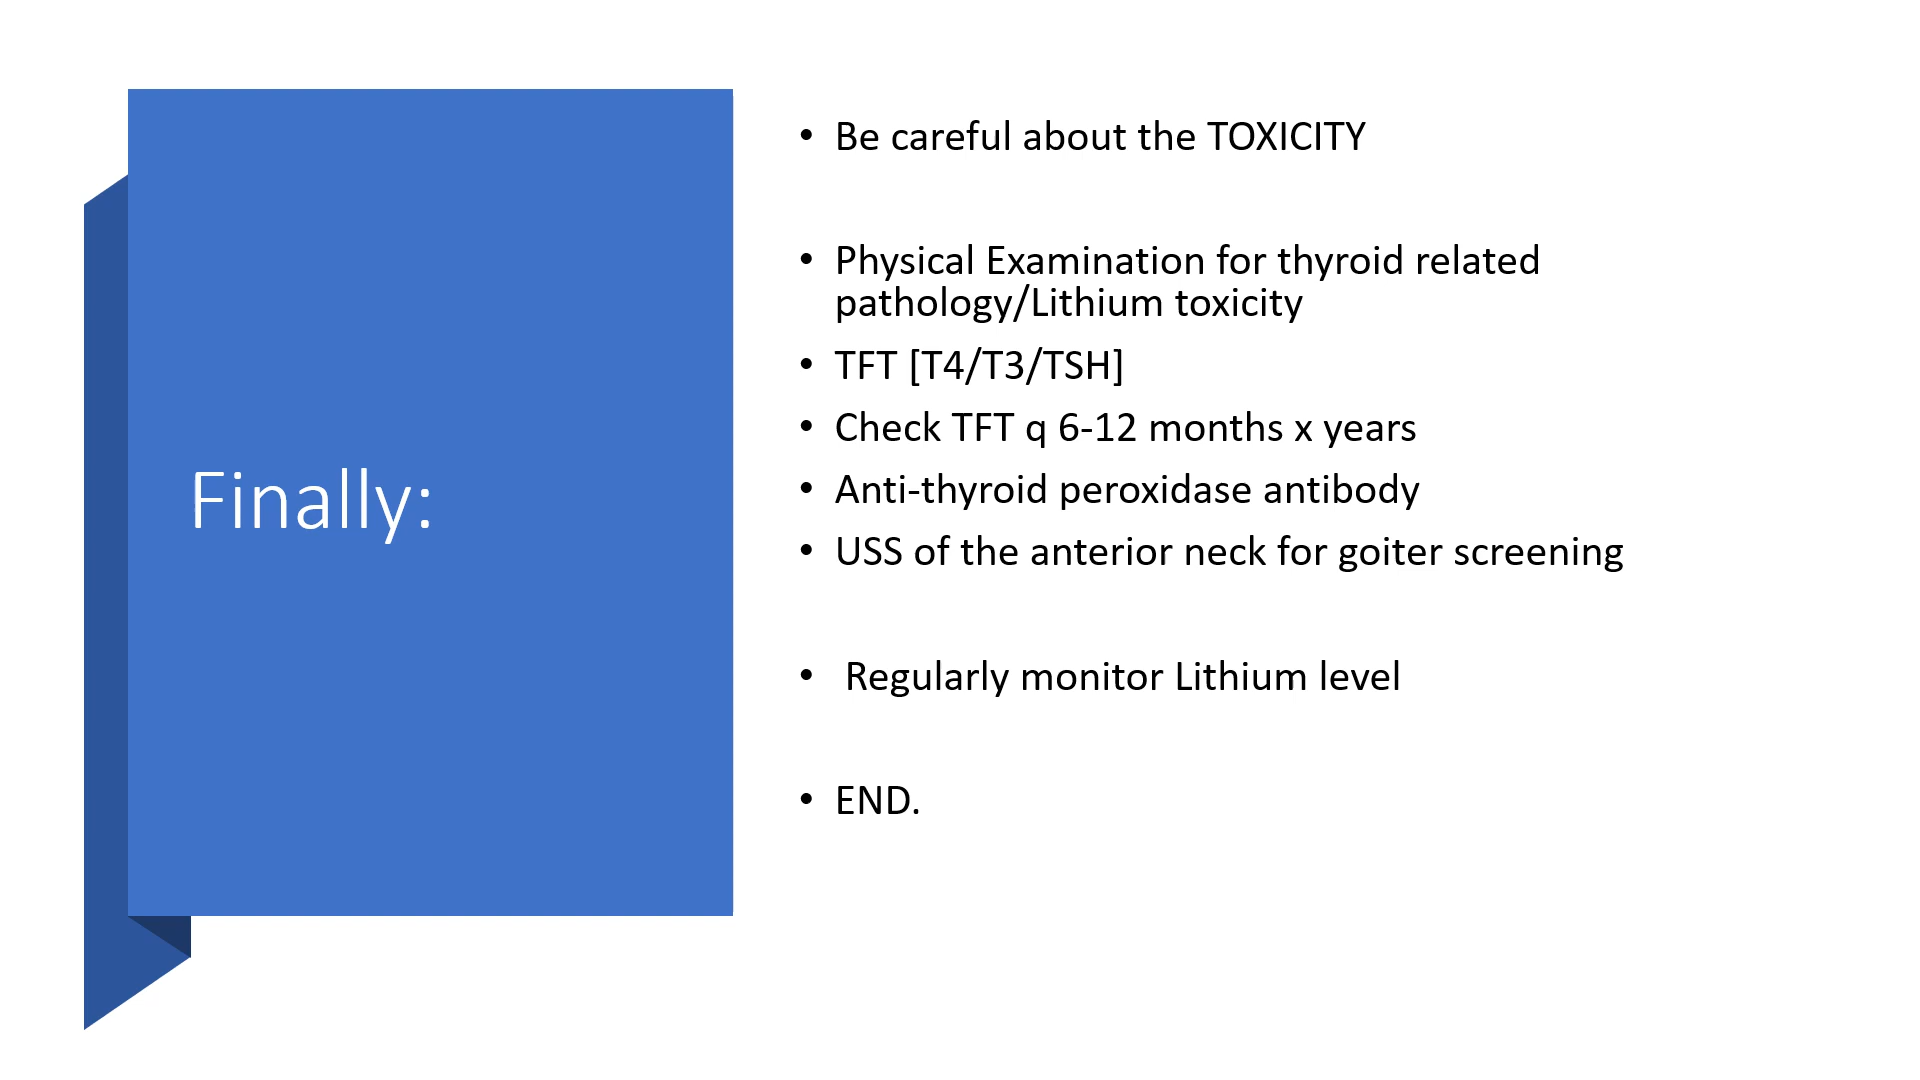 Finally:
• Be careful about the TOXICITY
• Physical Examination for thyroid related
pathology/Lithium toxicity
• TFT [T4/T3/TSH]
• Check TFT q 6-12 months x years
• Anti-thyroid peroxidase antibody
• USS of the anterior neck for goiter screening
• Regularly monitor Lithium level
• END.